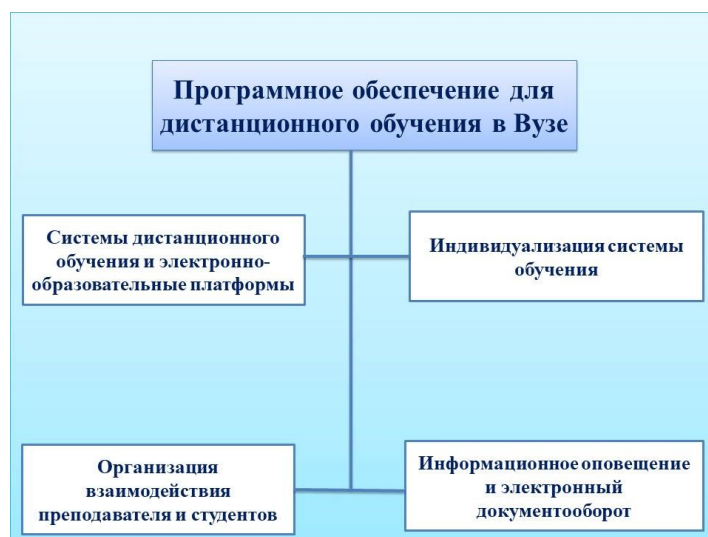 Программное обеспечение для
дистанционного обучения в Вузе
Системы дистанционного
обучения и электронно-
образовательные платформы
Индивидуализация системы
обучения
Организация
взаимодействия
преподавателя и студентов
Информационное оповещение
и электронный
документооборот